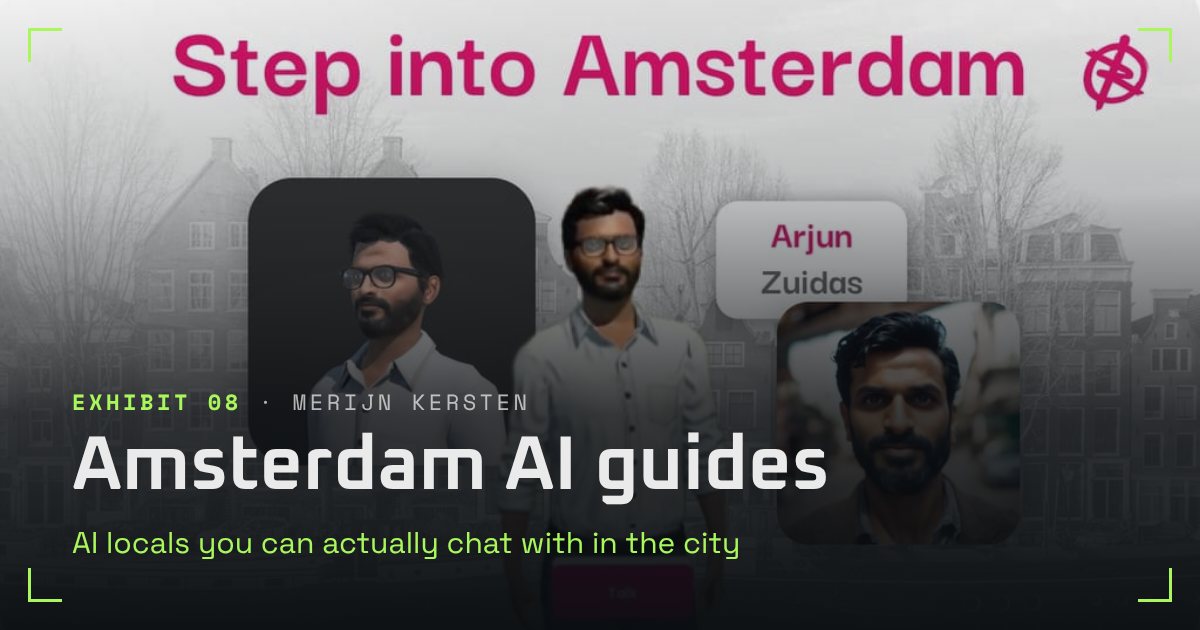 Step into Amsterdam
Arjun
Zuidas
EXHIBIT 08 · MERIJN KERSTEN
Amsterdam AI guides
AI locals you can actually chat with in the city
Talk